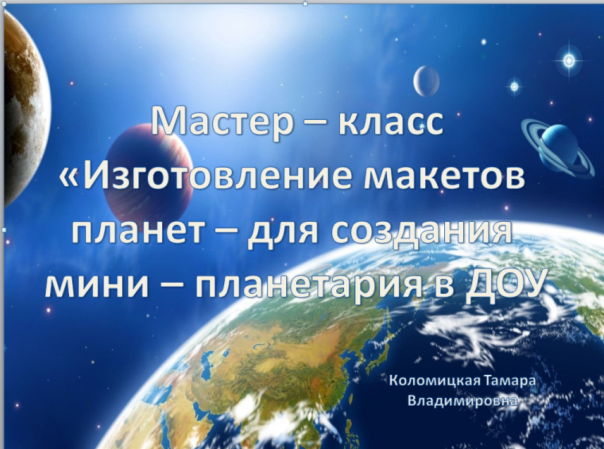 Мастер – класс
«Изготовление макетов
планет – для создания
мини – планетария в ДОУ
Коломицкая Тамара
Владимировна